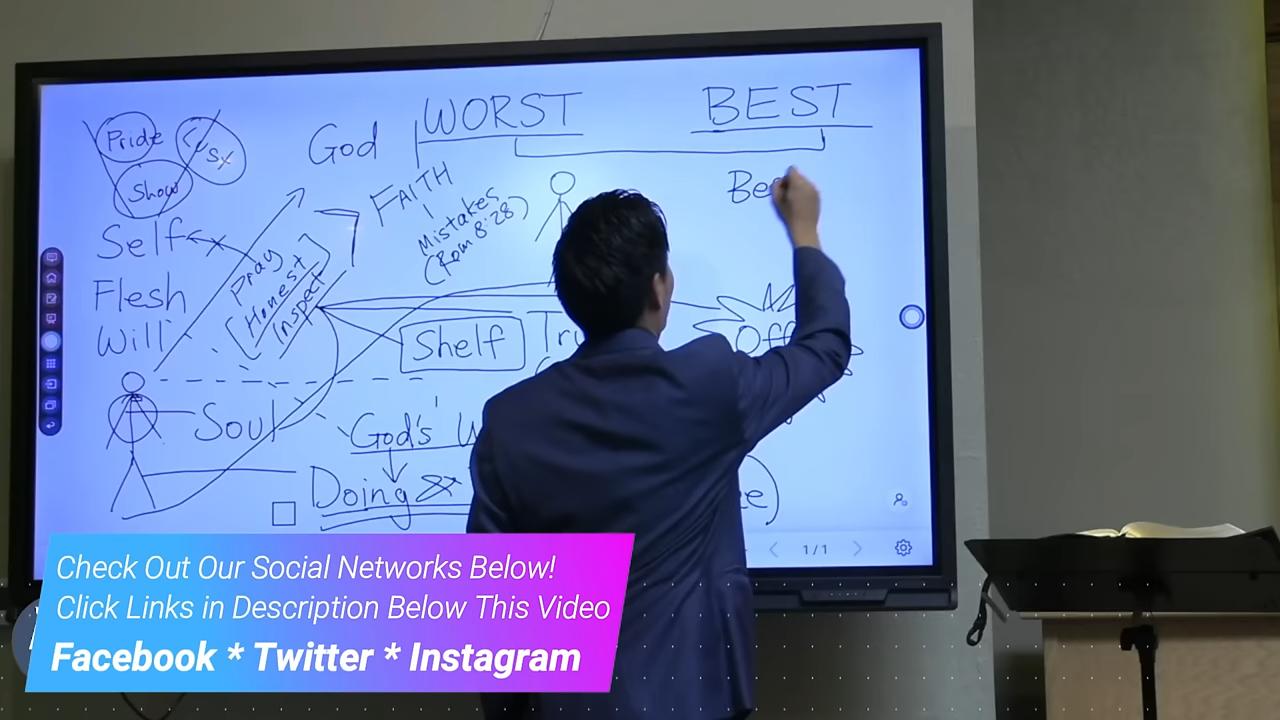 WORST
BEST
Pride
Show
God
FAITH
Mistakes
(Rom 8:28)
Self
Flesh
Will
Pray
Honest
Inspect
Shelf
Soul
God's
Doing
1/1
Check Out Our Social Networks Below!
Click Links in Description Below This Video
Facebook * Twitter * Instagram